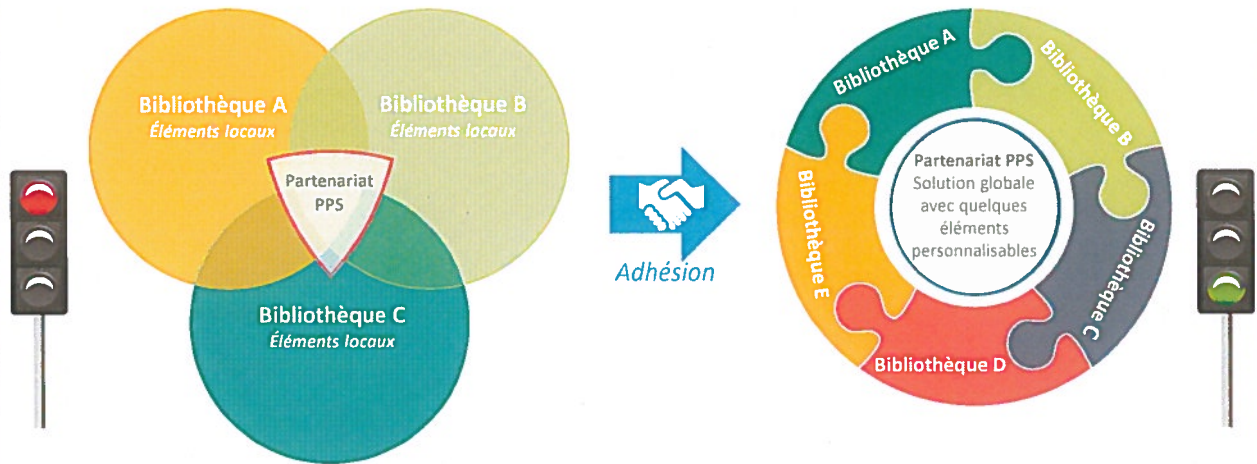 Bibliothèque A
Éléments locaux
Bibliothèque B
Éléments locaux
Partenariat
PPS
Bibliothèque C
Éléments locaux
Adhésion
Bibliothèque A
Bibliothèque B
Bibliothèque C
Bibliothèque D
Bibliothèque E
Partenariat PPS
Solution globale
avec quelques
éléments
personnalisables